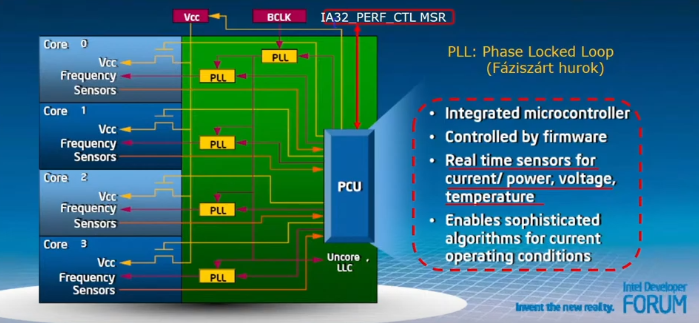 Vcc
BCLK
IA32_PERF_CTL MSR
PLL: Phase Locked Loop
(Fáziszárt hurok)
Core 0
Vcc
Frequency
Sensors
PLL
PLL
Core 1
Vcc
Frequency
Sensors
PLL
Core 2
Vcc
Frequency
Sensors
PLL
Core 3
Vcc
Frequency
Sensors
PLL
PCU
Uncore ,
LLC
• Integrated microcontroller
• Controlled by firmware
• Real time sensors for
current/ power, voltage,
temperature
• Enables sophisticated
algorithms for current
operating conditions
Invent the new reality.
Intel Developer
FORUM